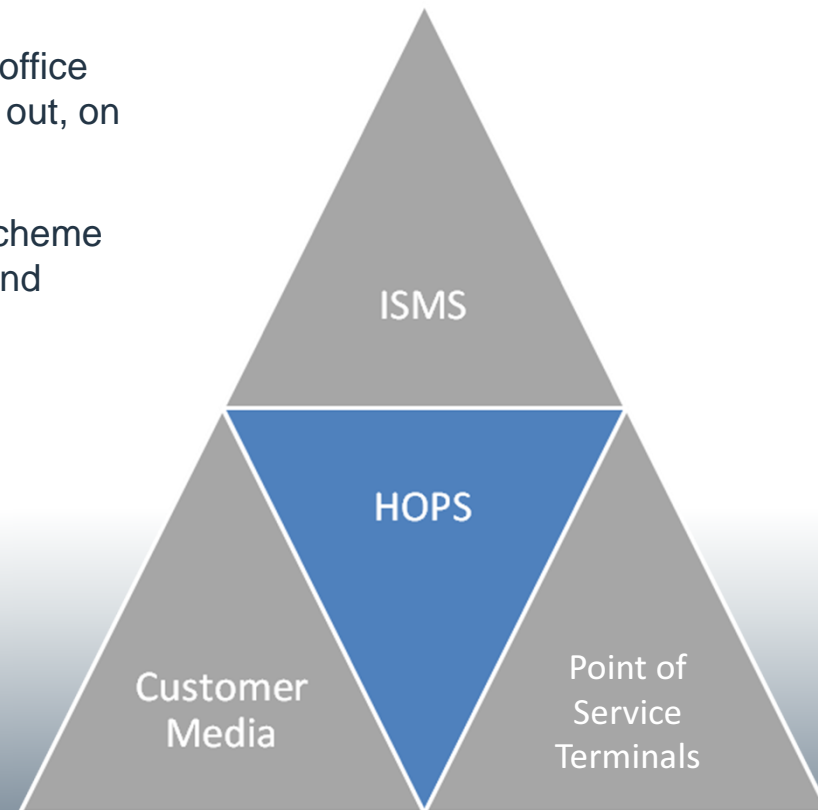 office
out, on
cheme
nd
ISMS
HOPS
Customer
Media
Point of
Service
Terminals